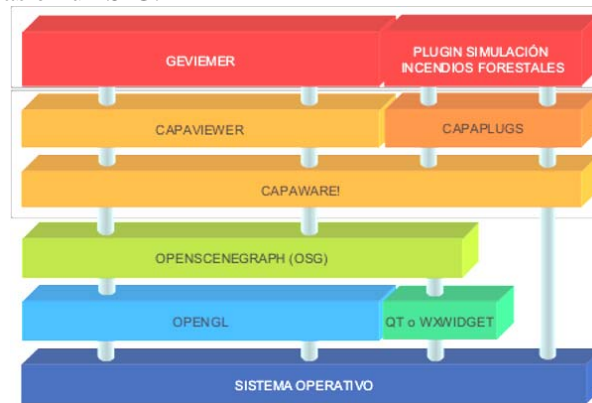 GEVIEMER
PLUGIN SIMULACIÓN
INCENDIOS FORESTALES
CAPAVIEWER
CAPAPLUGS
CAPAWARE!
OPENSCENEGRAPH (OSG)
OPENGL
QT o WXWIDGET
SISTEMA OPERATIVO